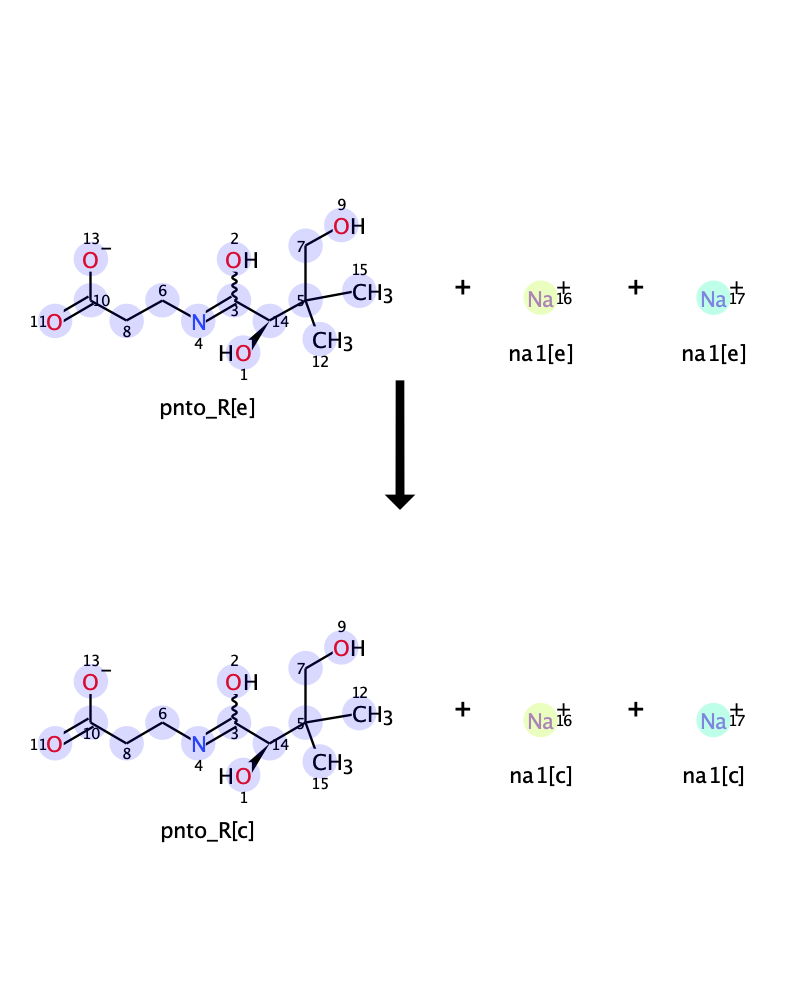 9
OH
13
2
O−
OH
7
15
CH3
10
6
5
+
Na+
16
+
Na+
17
11O
8
N
4
3
14
CH3
12
HO
1
na1[e]
na1[e]
pnto_R[e]
9
OH
13
2
O−
OH
7
12
CH3
10
6
5
+
Na+
16
+
Na+
17
11O
8
N
4
3
14
CH3
15
HO
1
na1[c]
na1[c]
pnto_R[c]